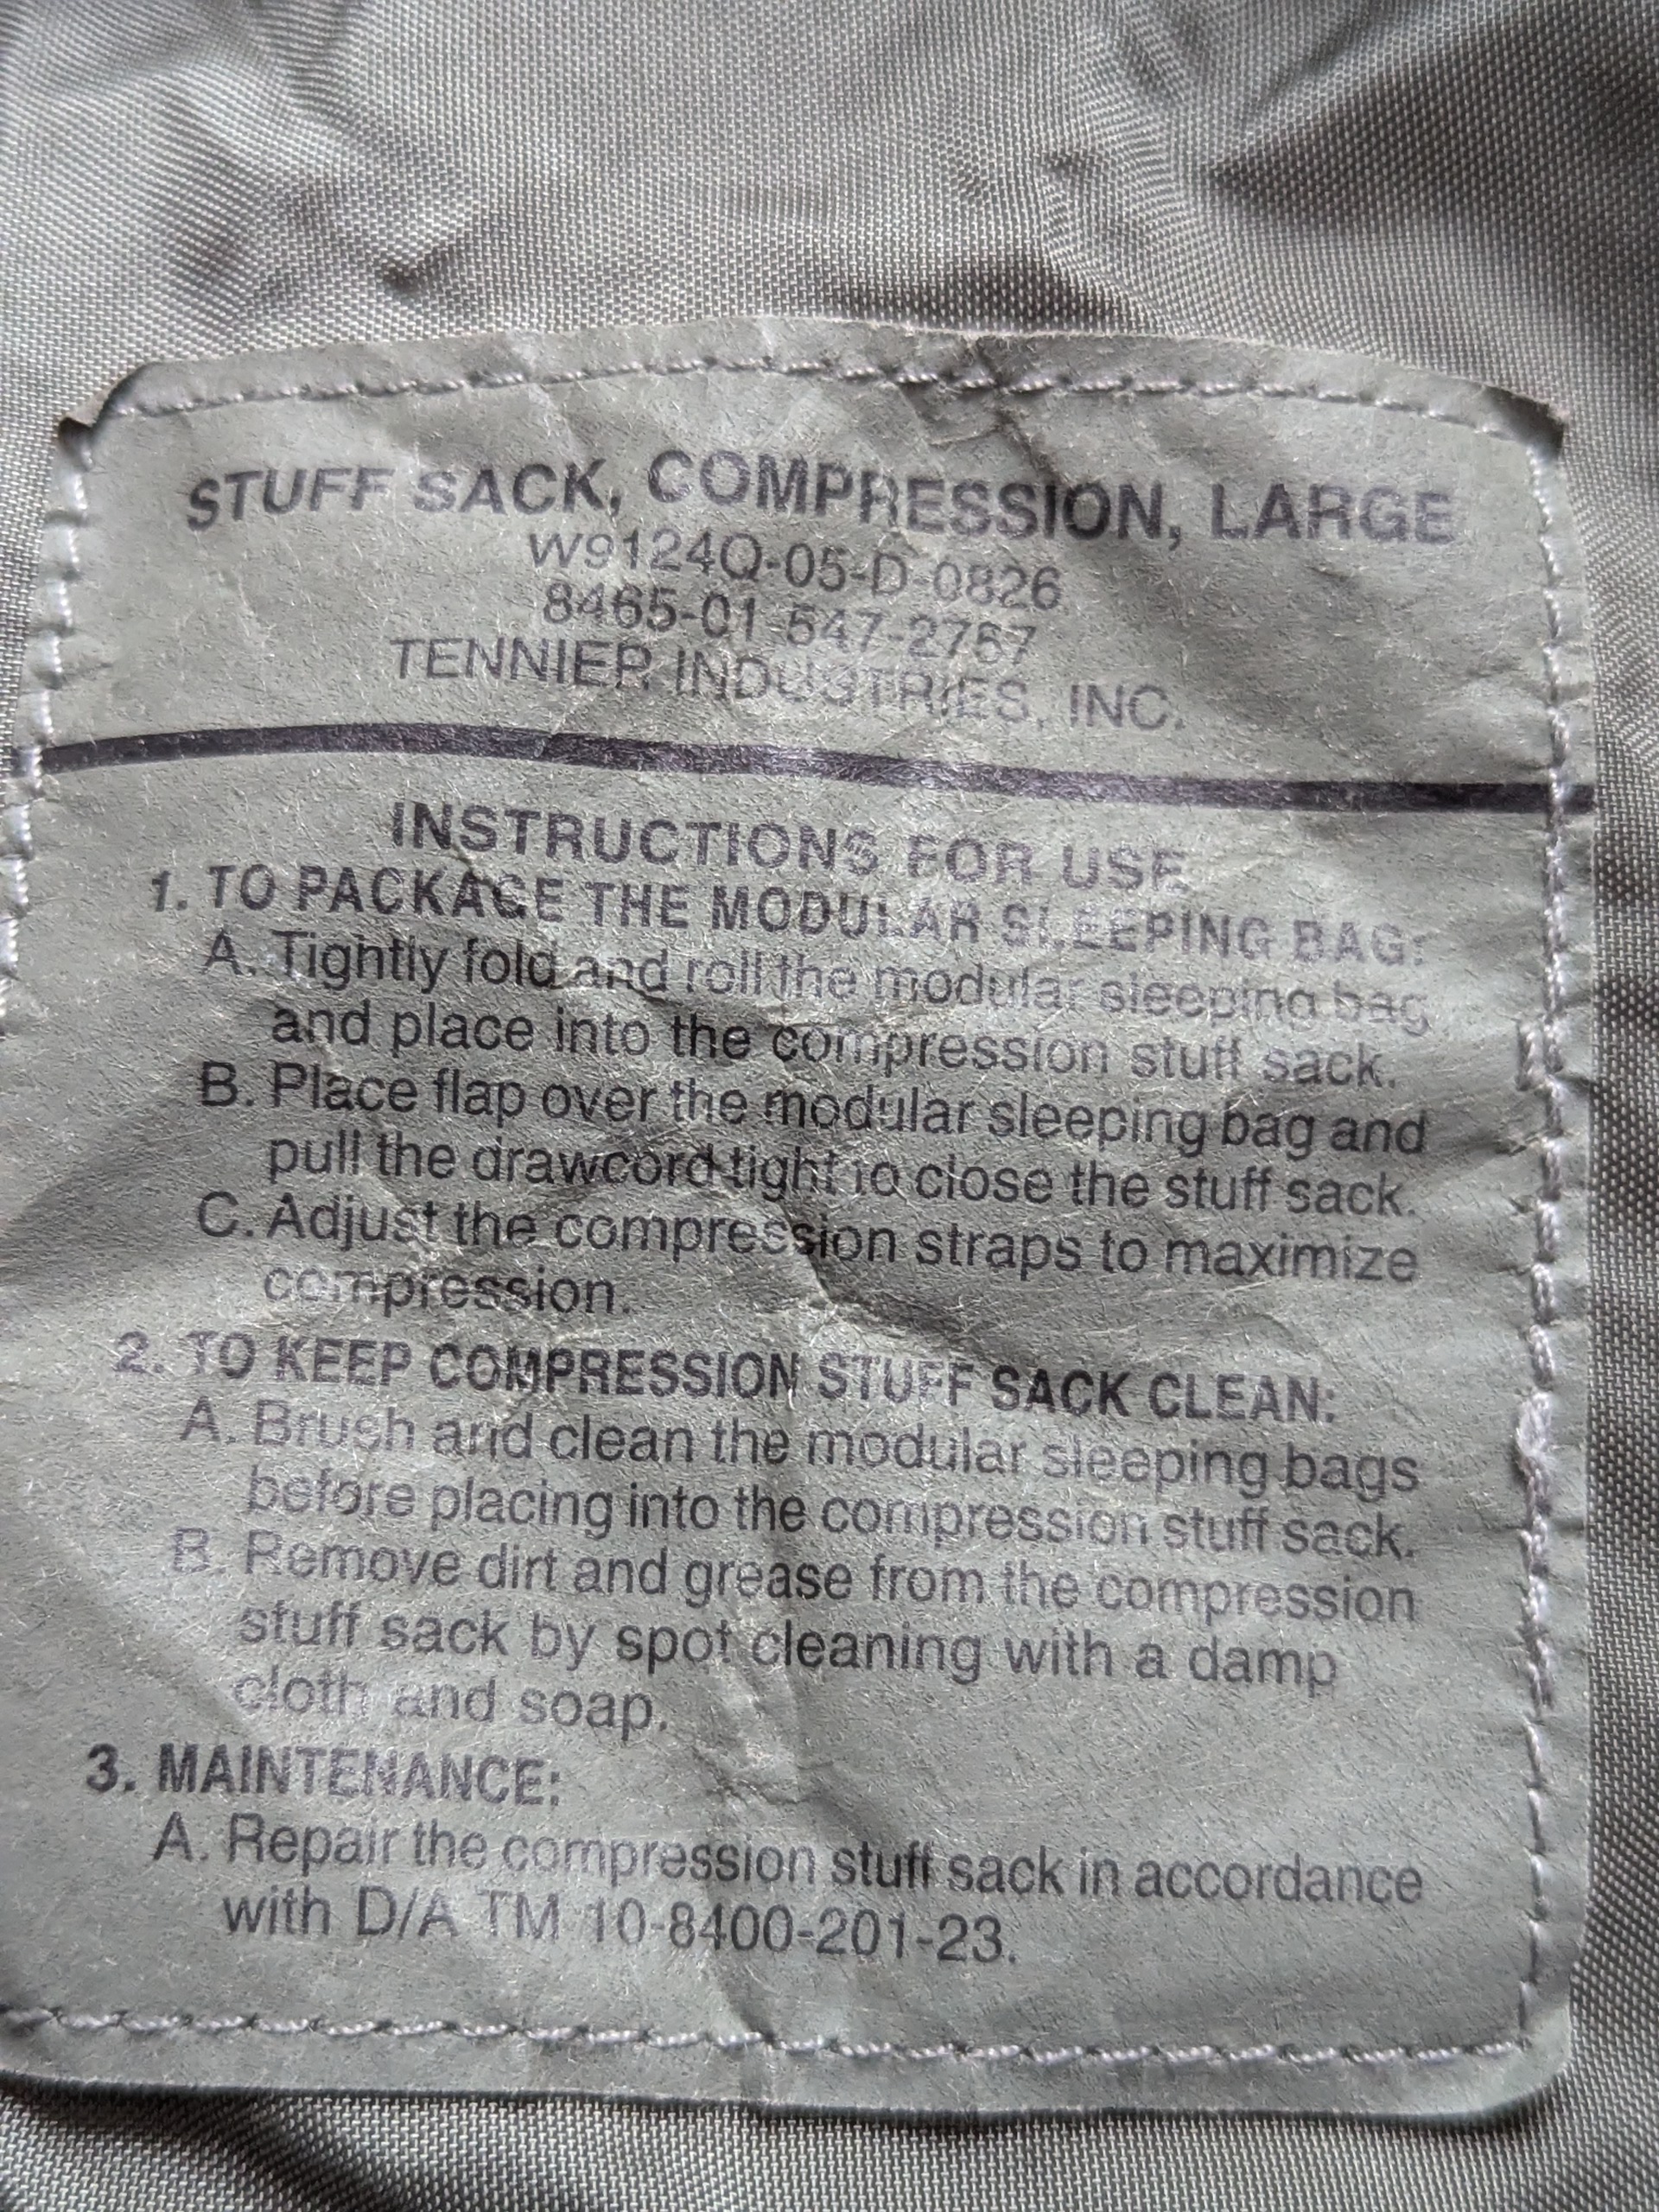 STUFF SACK, COMPRESSION, LARGE
W9124Q-05-D-0826
8465-01-547-2757
TENNIER INDUSTRIES, INC.
INSTRUCTIONS FOR USE
1. TO PACKAGE THE MODULAR SLEEPING BAG:
A. Tightly fold and roll the modular sleeping bag
and place into the compression stuff sack.
B. Place flap over the modular sleeping bag and
pull the drawcord tight to close the stuff sack.
C. Adjust the compression straps to maximize
compression.
2. TO KEEP COMPRESSION STUFF SACK CLEAN:
A. Brush and clean the modular sleeping bags
before placing into the compression stuff sack.
B. Remove dirt and grease from the compression
stuff sack by spot cleaning with a damp
cloth and soap.
3. MAINTENANCE:
A. Repair the compression stuff sack in accordance
with D/A TM 10-8400-201-23.